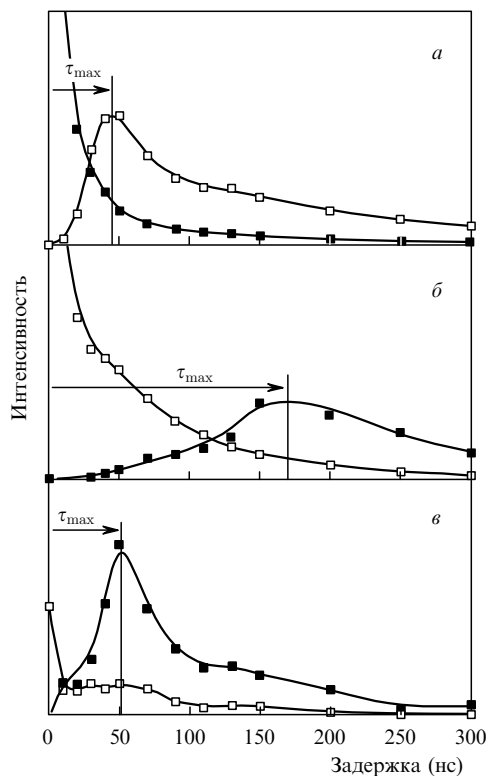 а
τmax
б
τmax
в
τmax
Интенсивность
0 50 100 150 200 250 300
Задержка (нс)